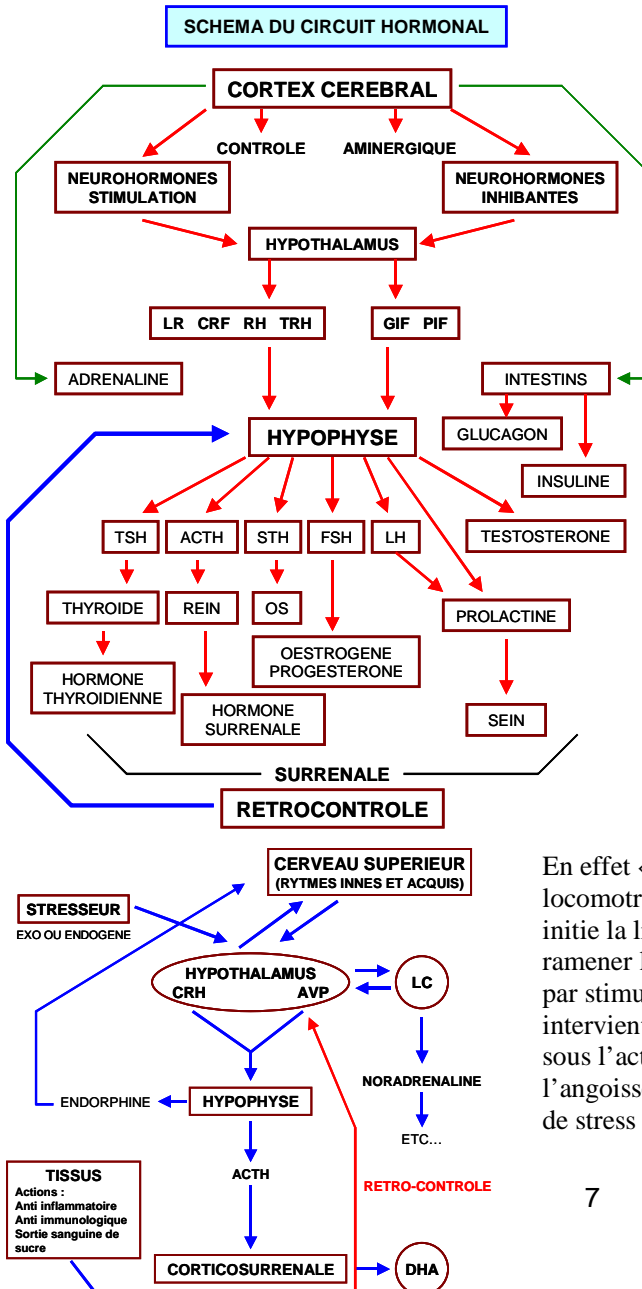 SCHEMA DU CIRCUIT HORMONAL
CORTEX CEREBRAL
CONTROLE AMINERGIQUE
NEUROHORMONES
STIMULATION
NEUROHORMONES
INHIBANTES
HYPOTHALAMUS
LR CRF RH TRH
GIF PIF
ADRENALINE
INTESTINS
HYPOPHYSE
GLUCAGON
INSULINE
TSH
ACTH
STH
FSH
LH
TESTOSTERONE
THYROIDE
REIN
OS
PROLACTINE
OESTROGENE
PROGESTERONE
HORMONE
THYROIDIENNE
HORMONE
SURRENALE
SEIN
SURRENALE
RETROCONTROLE
CERVEAU SUPERIEUR
(RYTMES INNES ET ACQUIS)
STRESSEUR
EXO OU ENDOGENE
HYPOTHALAMUS
CRH AVP
LC
NORADRENALINE
ENDORPHINE
HYPOPHYSE
ETC...
ACTH
TISSUS
Actions :
Anti inflammatoire
Anti immunologique
Sortie sanguine de
sucre
RETRO-CONTROLE
CORTICOSURRENALE
DHA
En effet «
locomotr
initie la l
ramener l
par stimu
intervien
sous l'act
l'angoiss
de stress
7